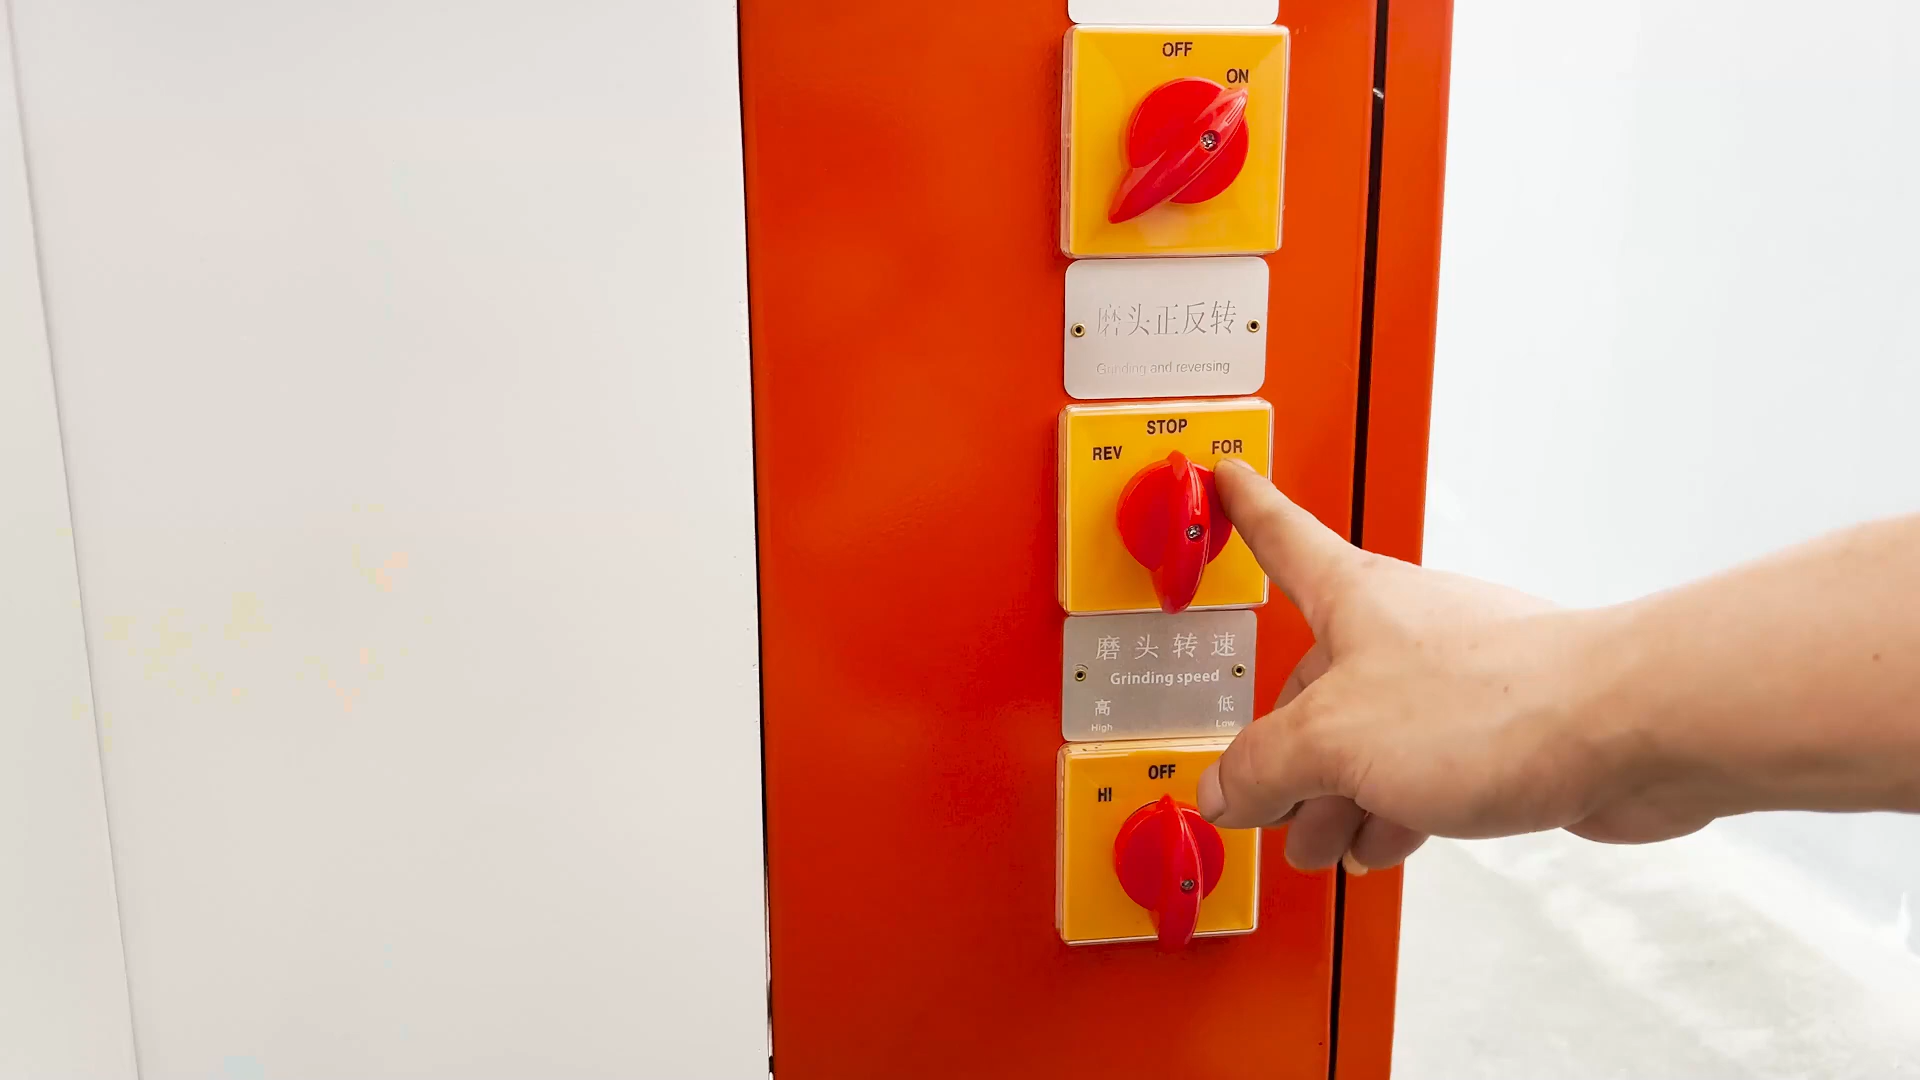 OFF
ON
磨头正反转
Grinding and reversing
STOP
REV FOR
磨头转速
Grinding speed
高 低
High Low
OFF
HI